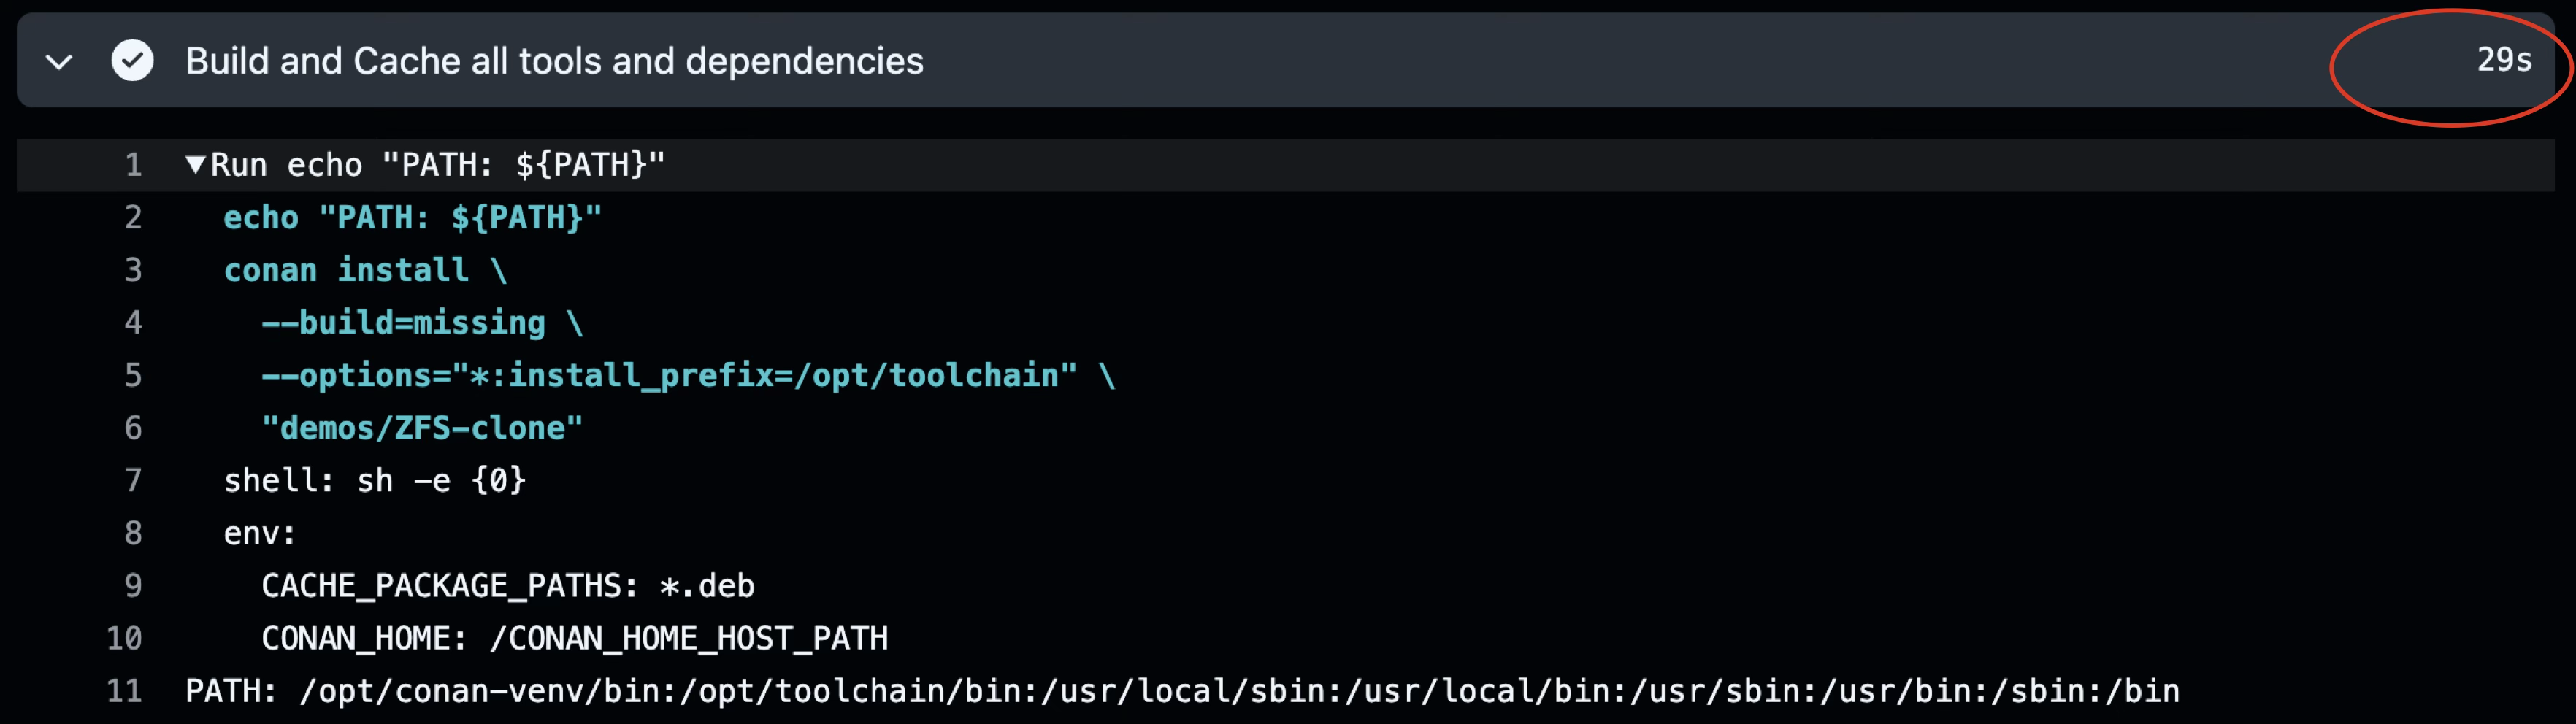 Build and Cache all tools and dependencies 29s
1 ▼Run echo "PATH: ${PATH}"
2 echo "PATH: ${PATH}"
3 conan install \
4 --build=missing \
5 --options="*:install_prefix=/opt/toolchain" \
6 "demos/ZFS-clone"
7 shell: sh -e {0}
8 env:
9 CACHE_PACKAGE_PATHS: *.deb
10 CONAN_HOME: /CONAN_HOME_HOST_PATH
11 PATH: /opt/conan-venv/bin:/opt/toolchain/bin:/usr/local/sbin:/usr/local/bin:/usr/sbin:/usr/bin:/sbin:/bin